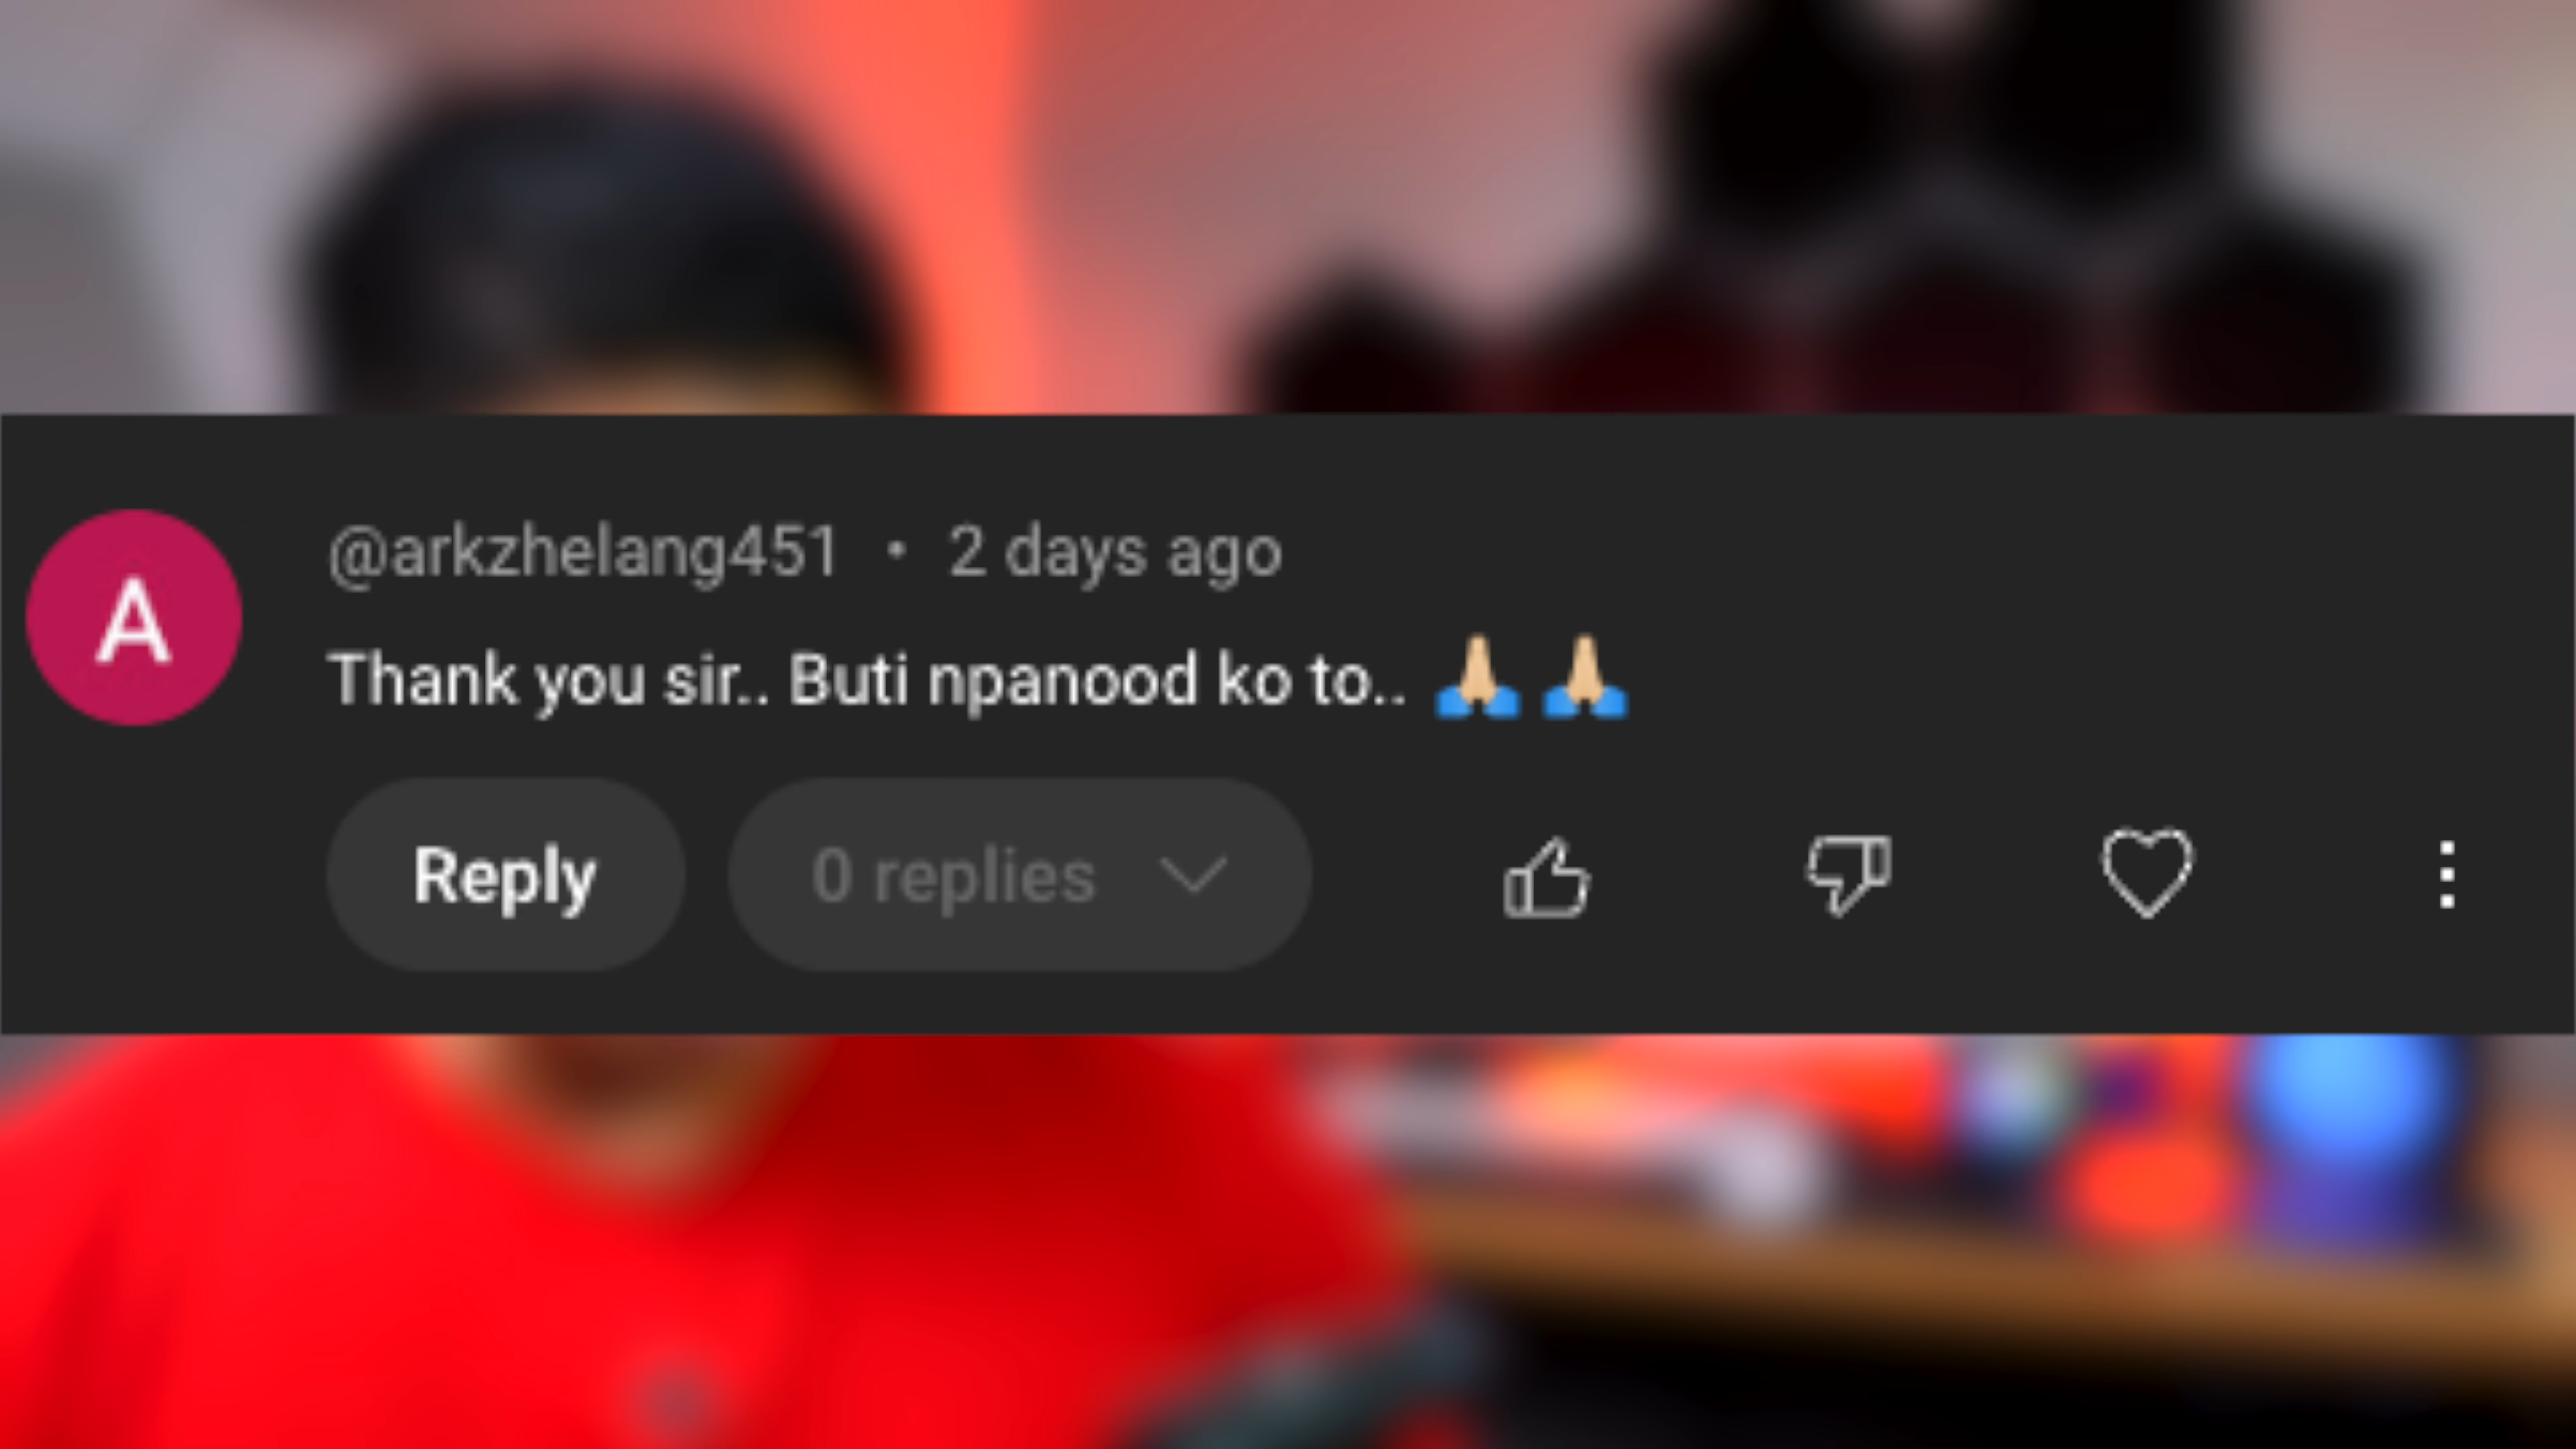 A
@arkzhelang451 • 2 days ago
Thank you sir.. Buti npanood ko to.. 🙏🏼 🙏🏼
Reply
0 replies